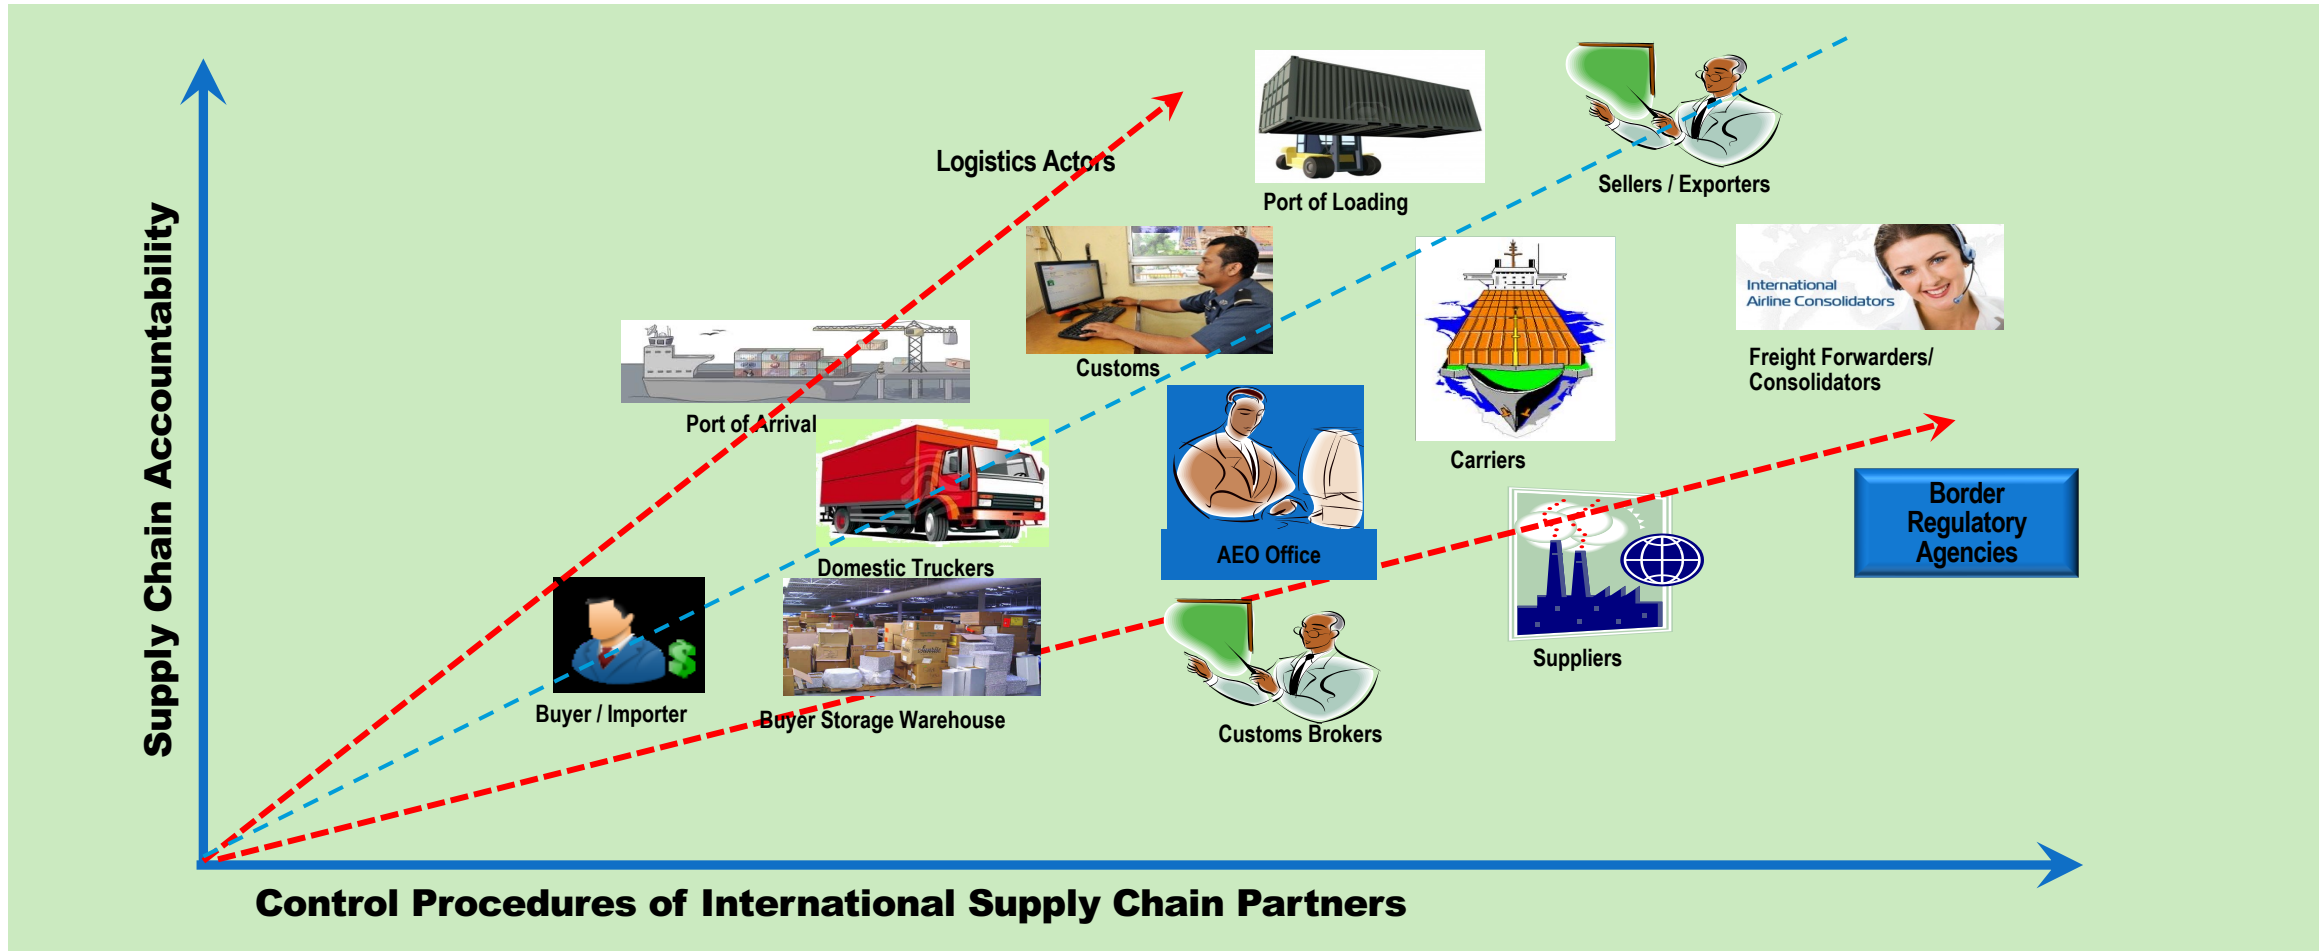 Logistics Actors
Port of Loading
Sellers / Exporters
Supply Chain Accountability
Customs
International
Airline Consolidators
Freight Forwarders/
Consolidators
Port of Arrival
Carriers
Border
Regulatory
Agencies
Domestic Truckers
AEO Office
Buyer / Importer
$
Buyer Storage Warehouse
Customs Brokers
Suppliers
Control Procedures of International Supply Chain Partners